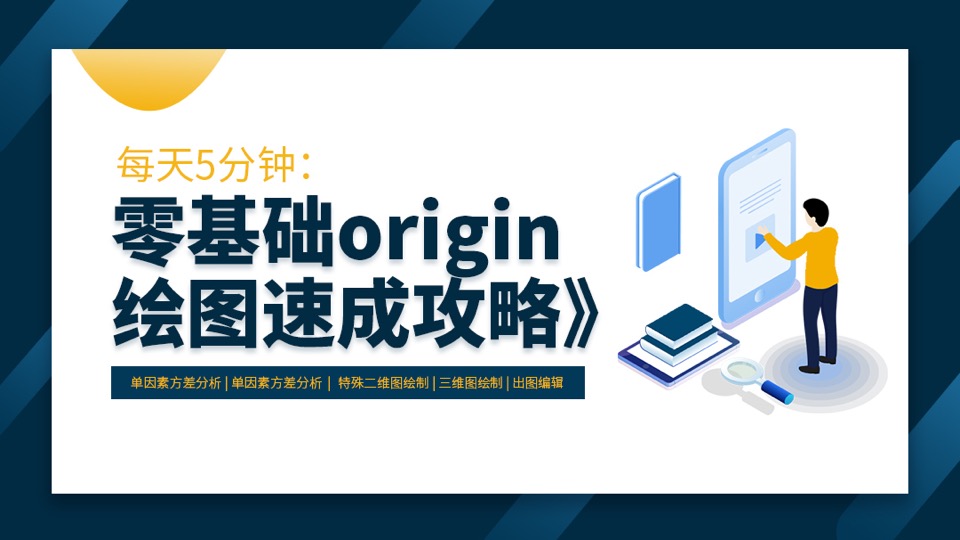 每天5分钟：
零基础origin
绘图速成攻略》
单因素方差分析 | 单因素方差分析 | 特殊二维图绘制 | 三维图绘制 | 出图编辑